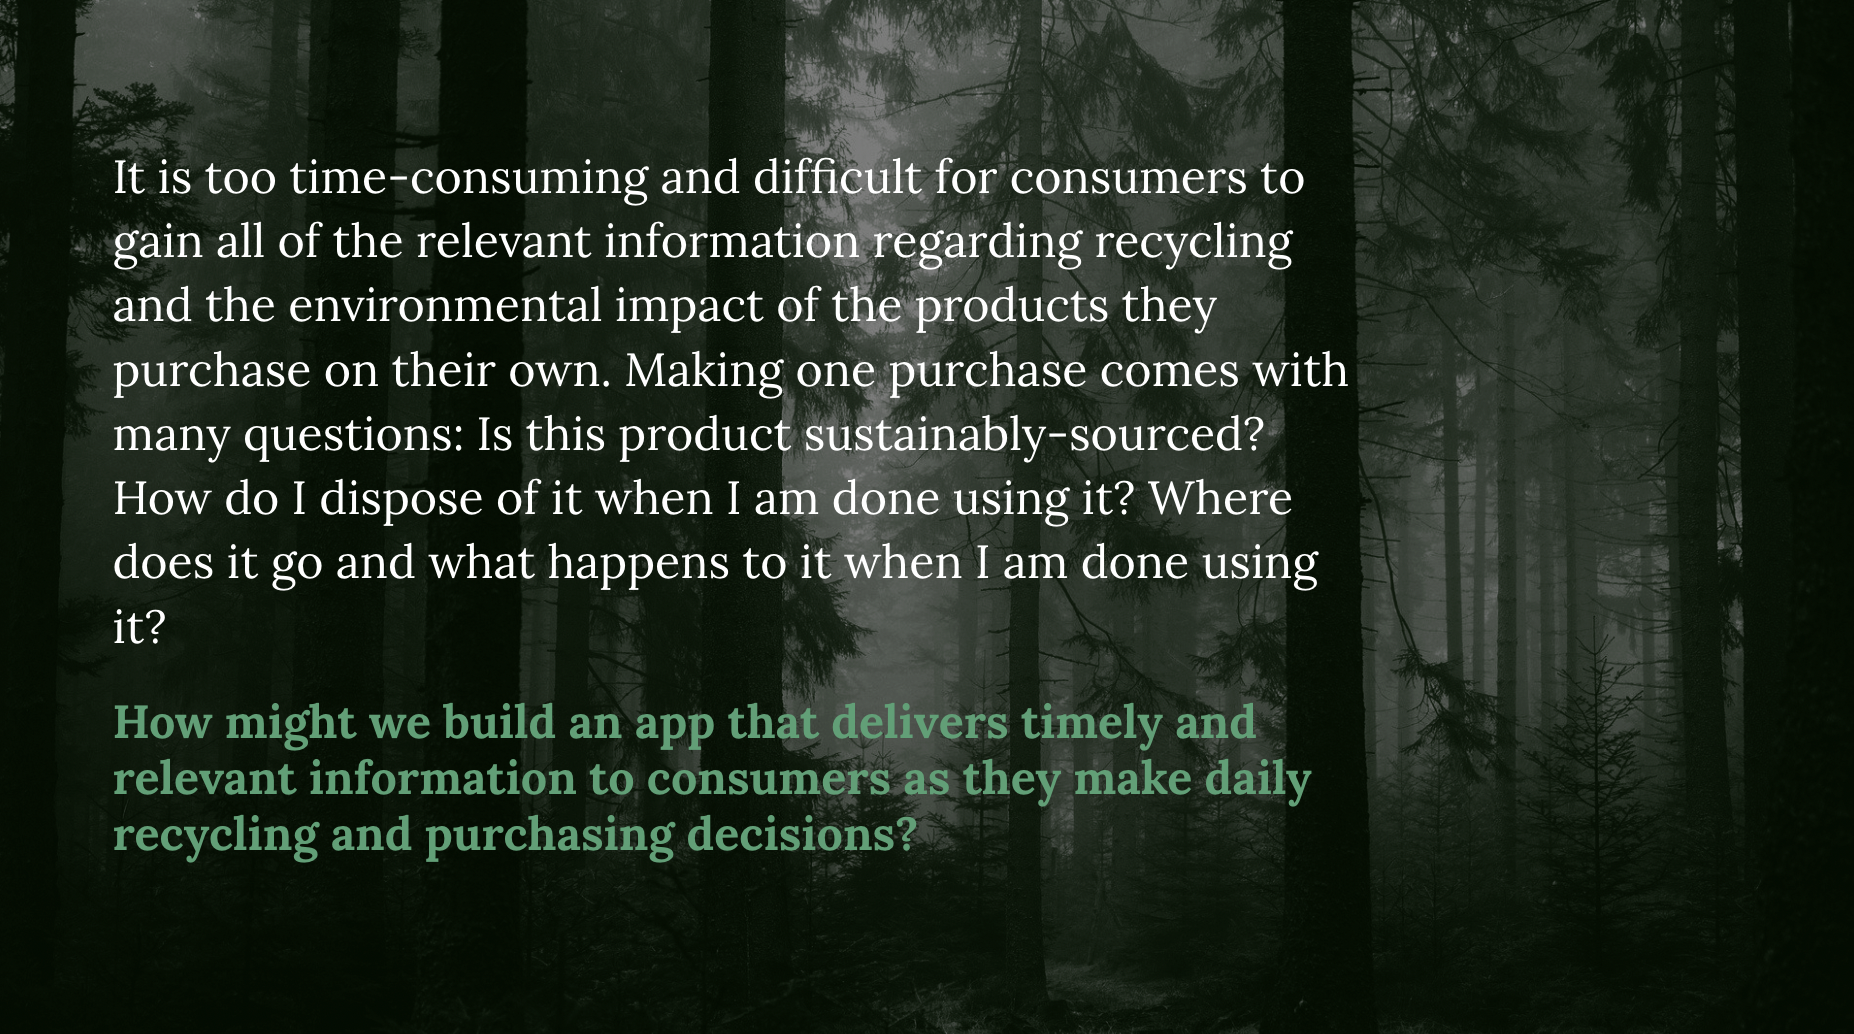 It is too time-consuming and difficult for consumers to
gain all of the relevant information regarding recycling
and the environmental impact of the products they
purchase on their own. Making one purchase comes with
many questions: Is this product sustainably-sourced?
How do I dispose of it when I am done using it? Where
does it go and what happens to it when I am done using
it?
How might we build an app that delivers timely and
relevant information to consumers as they make daily
recycling and purchasing decisions?